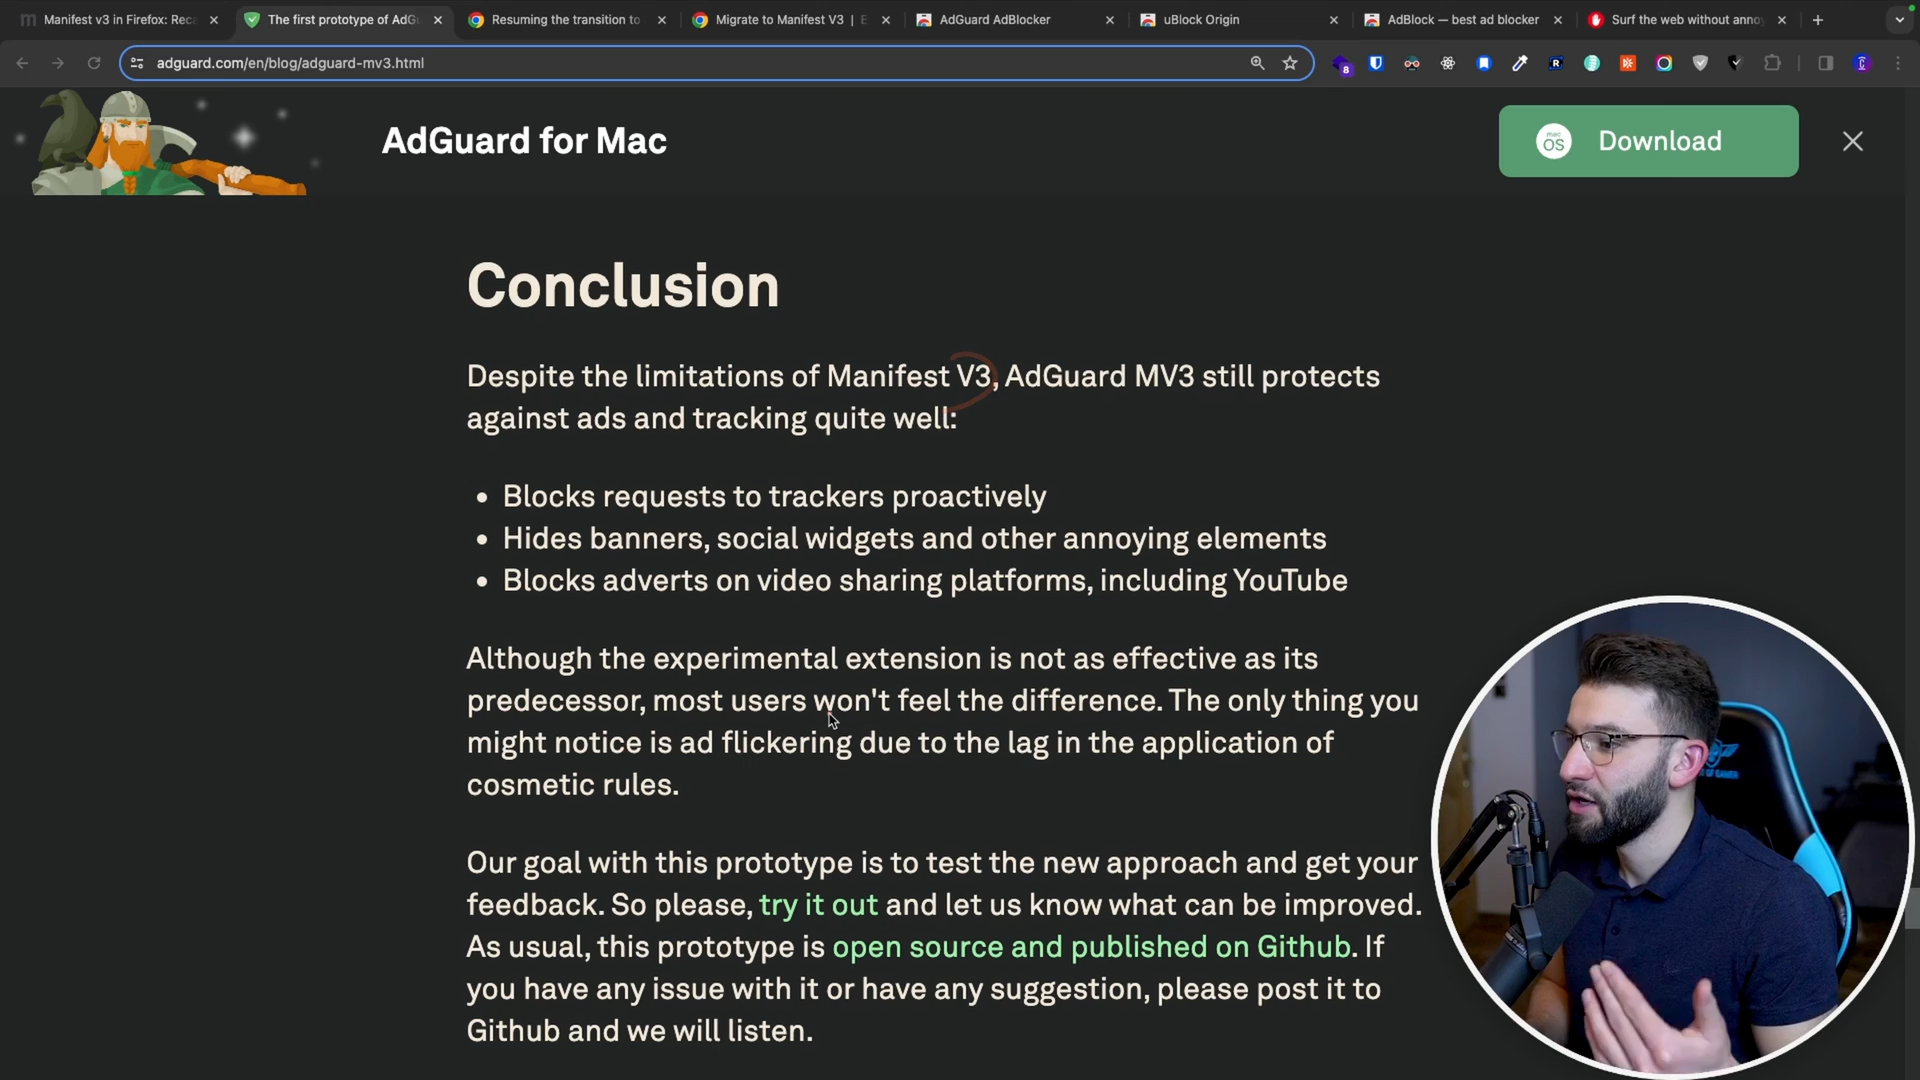 Manifest v3 in Firefox: Reca
The first prototype of AdGu
Resuming the transition to
Migrate to Manifest V3 | E
AdGuard AdBlocker
uBlock Origin
AdBlock — best ad blocker
Surf the web without anno
adguard.com/en/blog/adguard-mv3.html
8
R
AdGuard for Mac
mac
OS
Download
Conclusion
Despite the limitations of Manifest V3, AdGuard MV3 still protects
against ads and tracking quite well:
• Blocks requests to trackers proactively
• Hides banners, social widgets and other annoying elements
• Blocks adverts on video sharing platforms, including YouTube
Although the experimental extension is not as effective as its
predecessor, most users won't feel the difference. The only thing you
might notice is ad flickering due to the lag in the application of
cosmetic rules.
Our goal with this prototype is to test the new approach and get your
feedback. So please, try it out and let us know what can be improved.
As usual, this prototype is open source and published on Github. If
you have any issue with it or have any suggestion, please post it to
Github and we will listen.